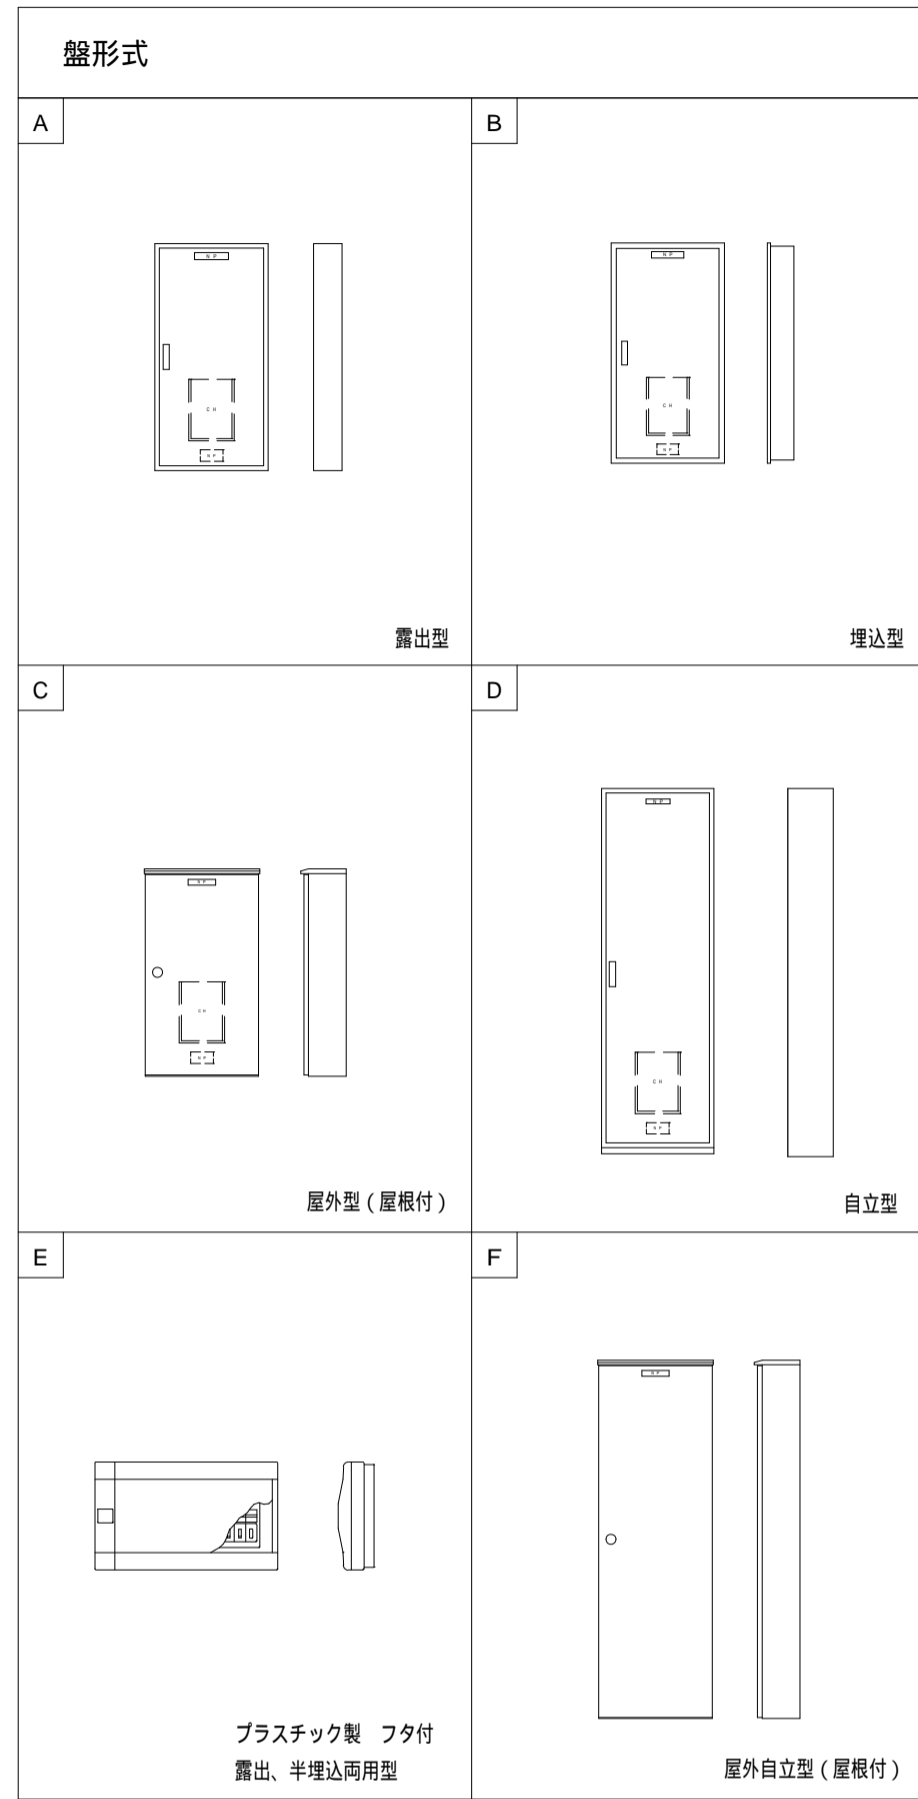 盤形式
A
N P
C H
N P
露出型
B
N P
C H
N P
埋込型
C
N P
C H
N P
屋外型（屋根付）
D
N P
C H
N P
自立型
E
プラスチック製　フタ付
露出、半埋込両用型
F
N P
屋外自立型（屋根付）